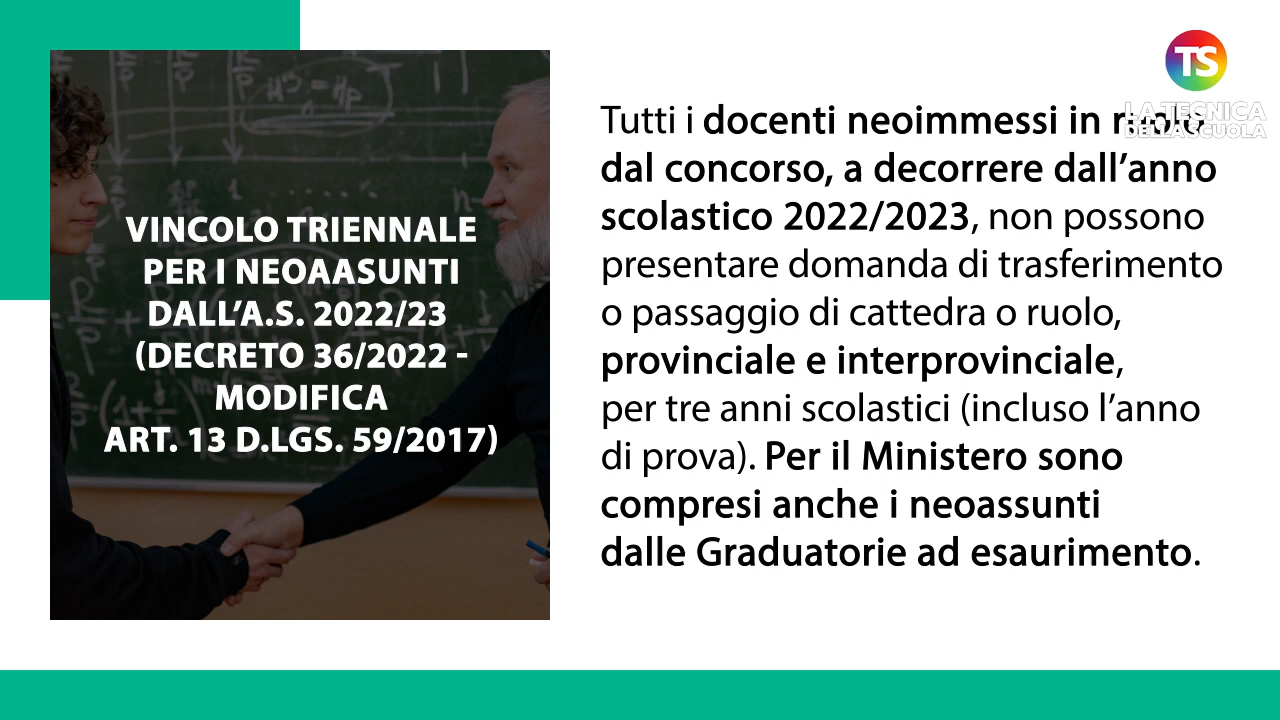 VINCOLO TRIENNALE
PER I NEOAASUNTI
DALL'A.S. 2022/23
(DECRETO 36/2022 -
MODIFICA
ART. 13 D.LGS. 59/2017)
TS
LA TECNICA
DELLA SCUOLA
Tutti i docenti neoimmessi in ruolo
dal concorso, a decorrere dall’anno
scolastico 2022/2023, non possono
presentare domanda di trasferimento
o passaggio di cattedra o ruolo,
provinciale e interprovinciale,
per tre anni scolastici (incluso l’anno
di prova). Per il Ministero sono
compresi anche i neoassunti
dalle Graduatorie ad esaurimento.